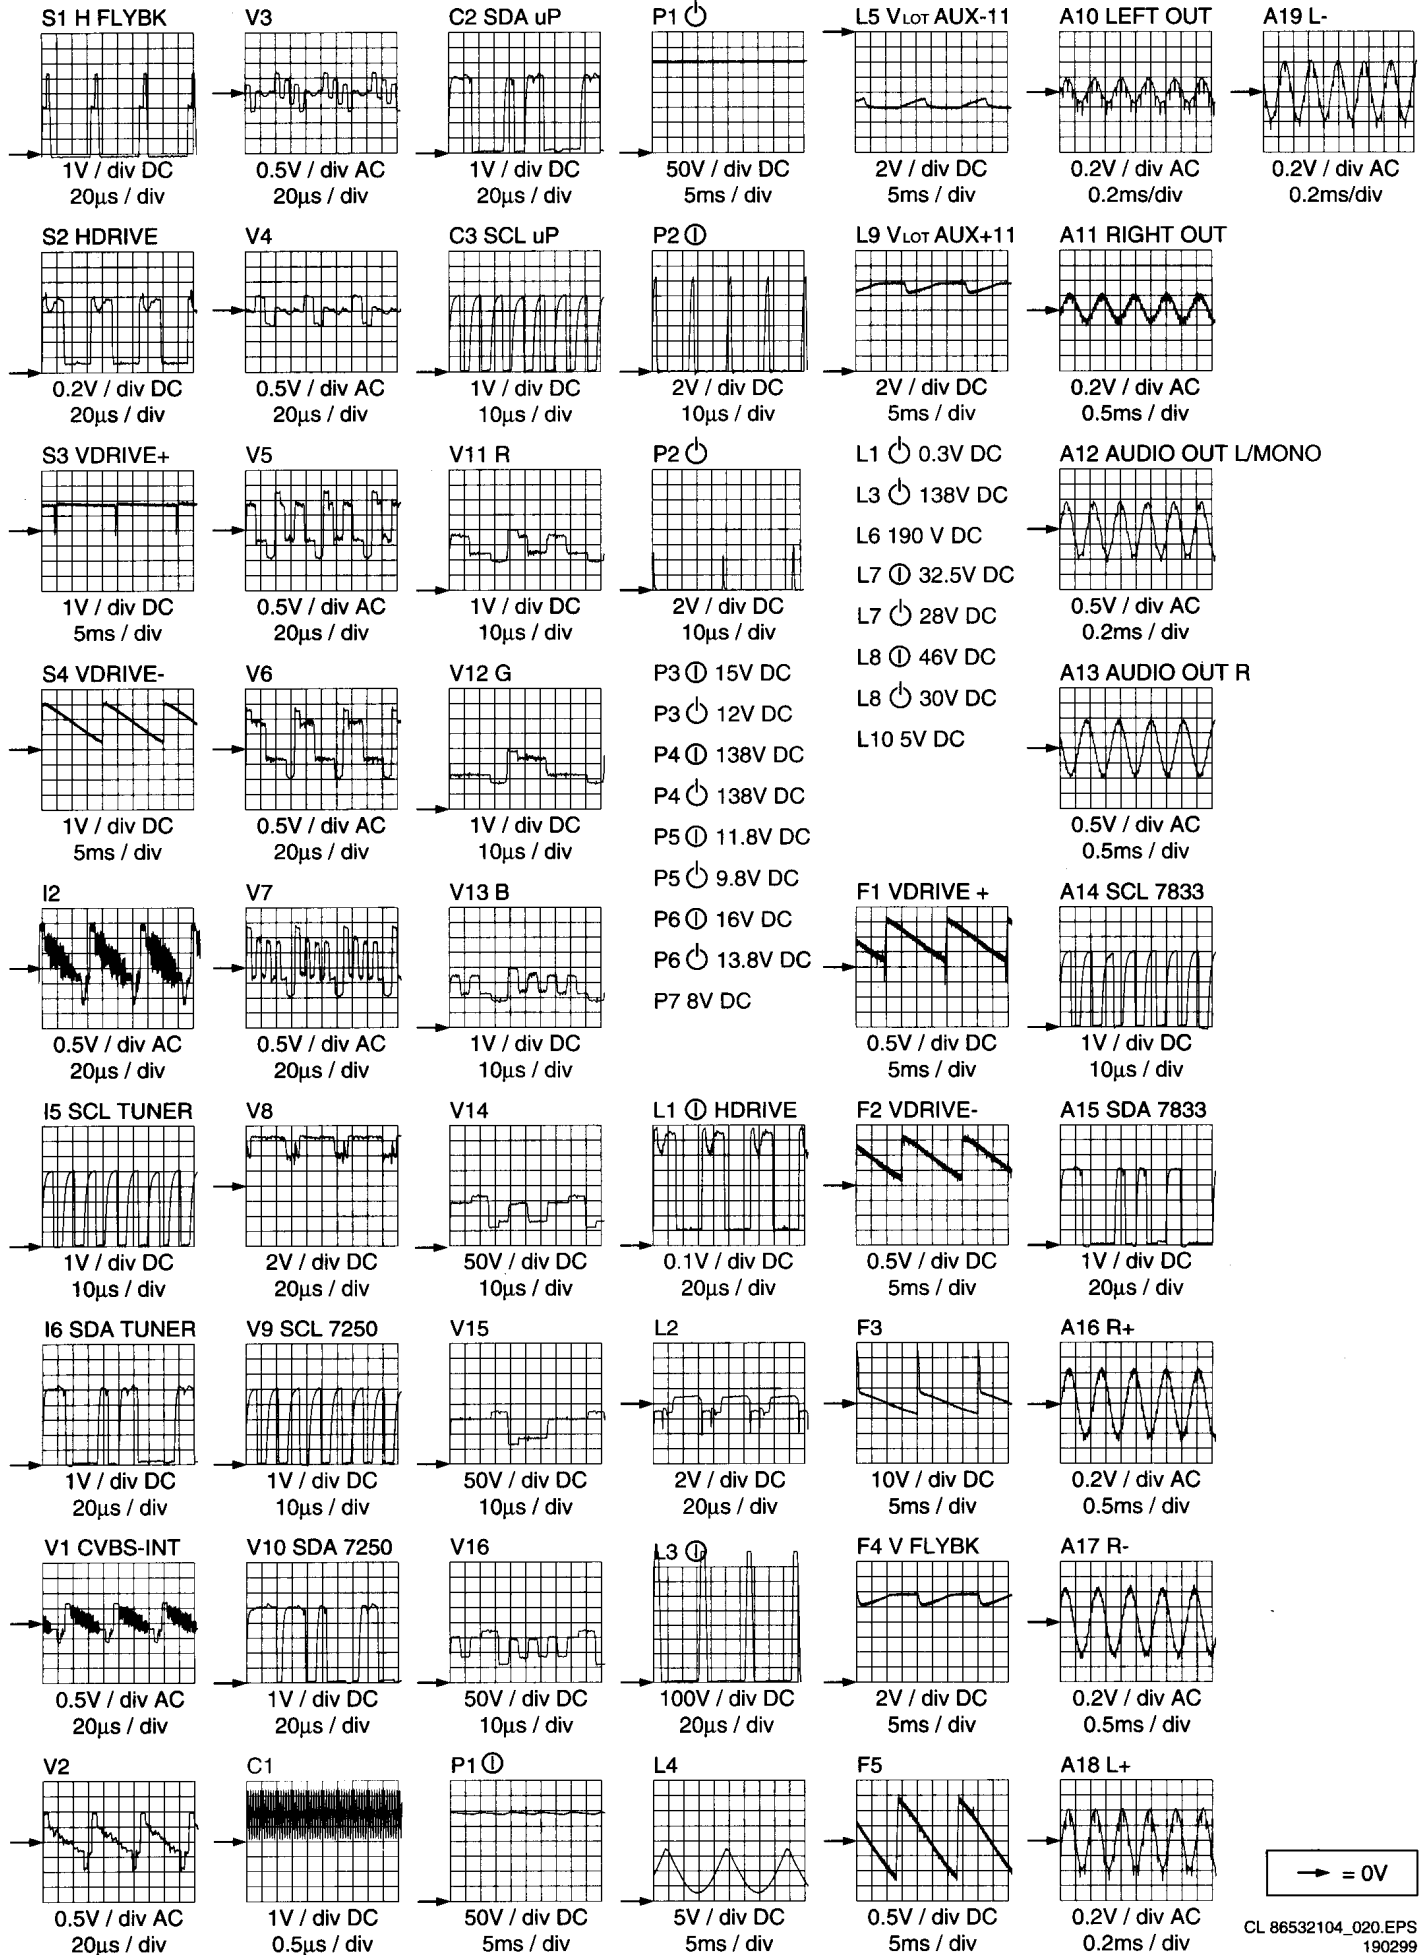 S1 H FLYBK
1V / div DC
20µs / div
V3
0.5V / div AC
20µs / div
C2 SDA uP
1V / div DC
20µs / div
P1 ⏻
50V / div DC
5ms / div
L5 VLOT AUX-11
2V / div DC
5ms / div
A10 LEFT OUT
0.2V / div AC
0.2ms/div
A19 L-
0.2V / div AC
0.2ms/div
S2 HDRIVE
0.2V / div DC
20µs / div
V4
0.5V / div AC
20µs / div
C3 SCL uP
1V / div DC
10µs / div
P2 ⏼
2V / div DC
10µs / div
L9 VLOT AUX+11
2V / div DC
5ms / div
A11 RIGHT OUT
0.2V / div AC
0.5ms / div
S3 VDRIVE+
1V / div DC
5ms / div
V5
0.5V / div AC
20µs / div
V11 R
1V / div DC
10µs / div
P2 ⏻
2V / div DC
10µs / div
L1 ⏻ 0.3V DC
L3 ⏻ 138V DC
L6 190 V DC
L7 ⏼ 32.5V DC
L7 ⏻ 28V DC
L8 ⏼ 46V DC
L8 ⏻ 30V DC
L10 5V DC
A12 AUDIO OUT L/MONO
0.5V / div AC
0.2ms / div
S4 VDRIVE-
1V / div DC
5ms / div
V6
0.5V / div AC
20µs / div
V12 G
1V / div DC
10µs / div
P3 ⏼ 15V DC
P3 ⏻ 12V DC
P4 ⏼ 138V DC
P4 ⏻ 138V DC
P5 ⏼ 11.8V DC
P5 ⏻ 9.8V DC
P6 ⏼ 16V DC
P6 ⏻ 13.8V DC
P7 8V DC
A13 AUDIO OUT R
0.5V / div AC
0.5ms / div
I2
0.5V / div AC
20µs / div
V7
0.5V / div AC
20µs / div
V13 B
1V / div DC
10µs / div
F1 VDRIVE +
0.5V / div DC
5ms / div
A14 SCL 7833
1V / div DC
10µs / div
I5 SCL TUNER
1V / div DC
10µs / div
V8
2V / div DC
20µs / div
V14
50V / div DC
10µs / div
L1 ⏼ HDRIVE
0.1V / div DC
20µs / div
F2 VDRIVE-
0.5V / div DC
5ms / div
A15 SDA 7833
1V / div DC
20µs / div
I6 SDA TUNER
1V / div DC
20µs / div
V9 SCL 7250
1V / div DC
10µs / div
V15
50V / div DC
10µs / div
L2
2V / div DC
20µs / div
F3
10V / div DC
5ms / div
A16 R+
0.2V / div AC
0.5ms / div
V1 CVBS-INT
0.5V / div AC
20µs / div
V10 SDA 7250
1V / div DC
20µs / div
V16
50V / div DC
10µs / div
L3 ⏼
100V / div DC
20µs / div
F4 V FLYBK
2V / div DC
5ms / div
A17 R-
0.2V / div AC
0.5ms / div
V2
0.5V / div AC
20µs / div
C1
1V / div DC
0.5µs / div
P1 ⏼
50V / div DC
5ms / div
L4
5V / div DC
5ms / div
F5
0.5V / div DC
5ms / div
A18 L+
0.2V / div AC
0.2ms / div
→ = 0V
CL 86532104_020.EPS
190299